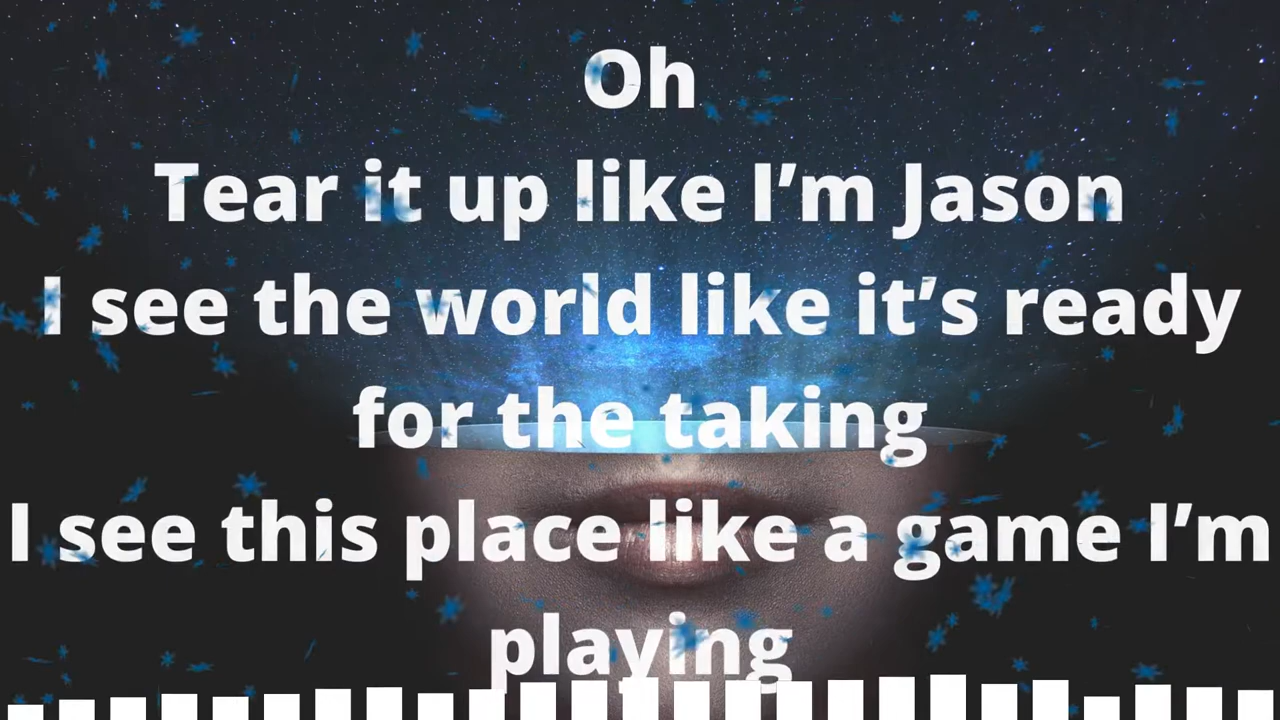 Oh
Tear it up like I’m Jason
I see the world like it’s ready
for the taking
I see this place like a game I’m
playing